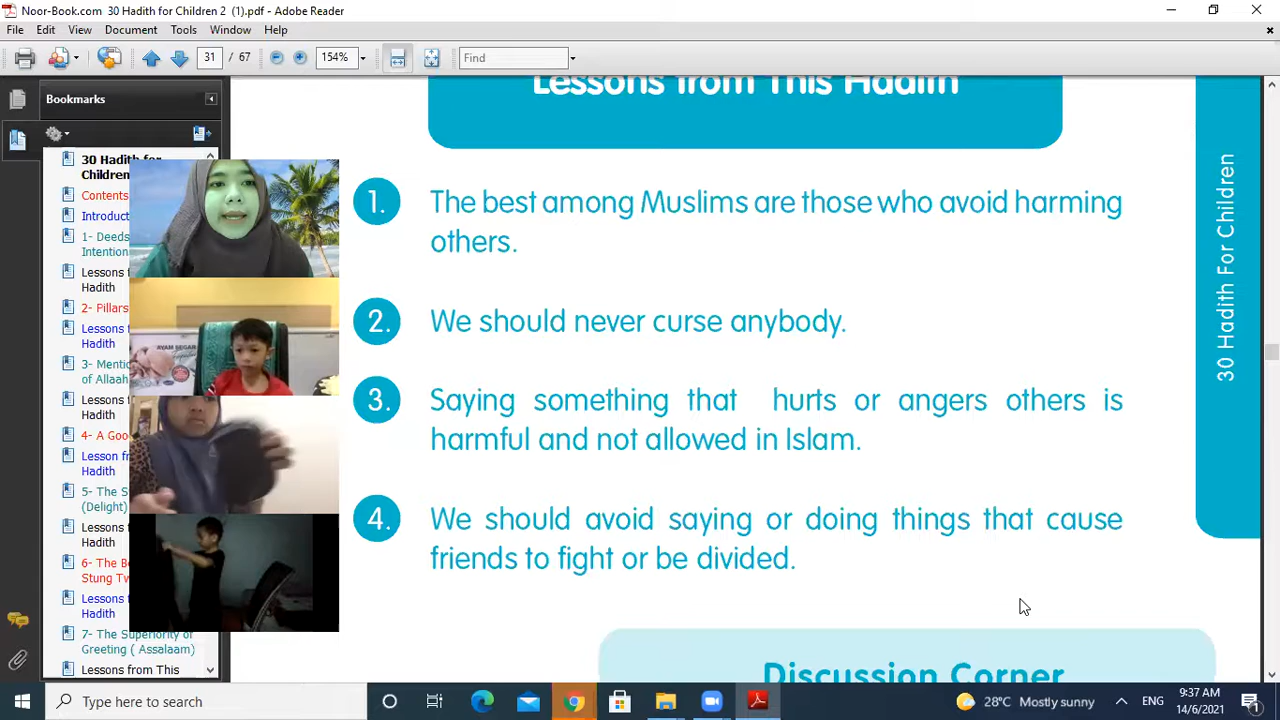 Noor-Book.com 30 Hadith for Children 2 (1).pdf - Adobe Reader
File Edit View Document Tools Window Help
31 / 67 154% Find
Bookmarks
30 Hadith for
Children
Contents
Introduct
1- Deeds
Intention
Lessons f
Hadith
2- Pillars
Lessons f
Hadith
3- Mentio
of Allaah
Lessons f
Hadith
4- A Goo
Lesson fr
Hadith
5- The S
(Delight)
Lessons f
Hadith
6- The Be
Stung Tw
Lessons f
Hadith
7- The Superiority of
Greeting ( Assalaam)
Lessons from This
AYAM SEGAR
Lessons from This Hadith
1. The best among Muslims are those who avoid harming
others.
2. We should never curse anybody.
3. Saying something that hurts or angers others is
harmful and not allowed in Islam.
4. We should avoid saying or doing things that cause
friends to fight or be divided.
Discussion Corner
30 Hadith For Children
Type here to search
28°C Mostly sunny
ENG
9:37 AM
14/6/2021
1